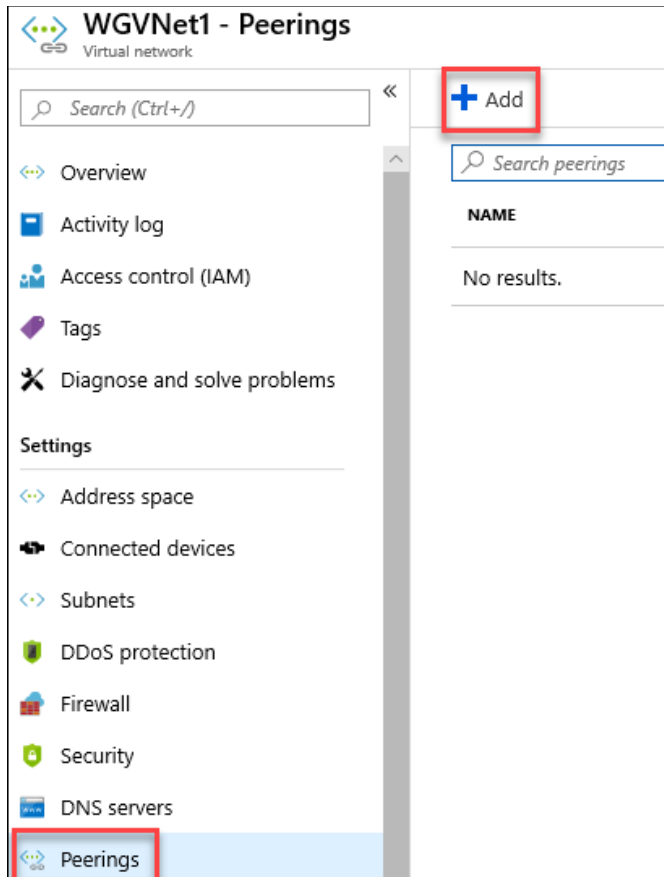 WGVNet1 - Peerings
Virtual network
Search (Ctrl+/)
«
Overview
Activity log
Access control (IAM)
Tags
Diagnose and solve problems
Settings
Address space
Connected devices
Subnets
DDoS protection
Firewall
Security
DNS servers
Peerings
Add
Search peerings
NAME
No results.